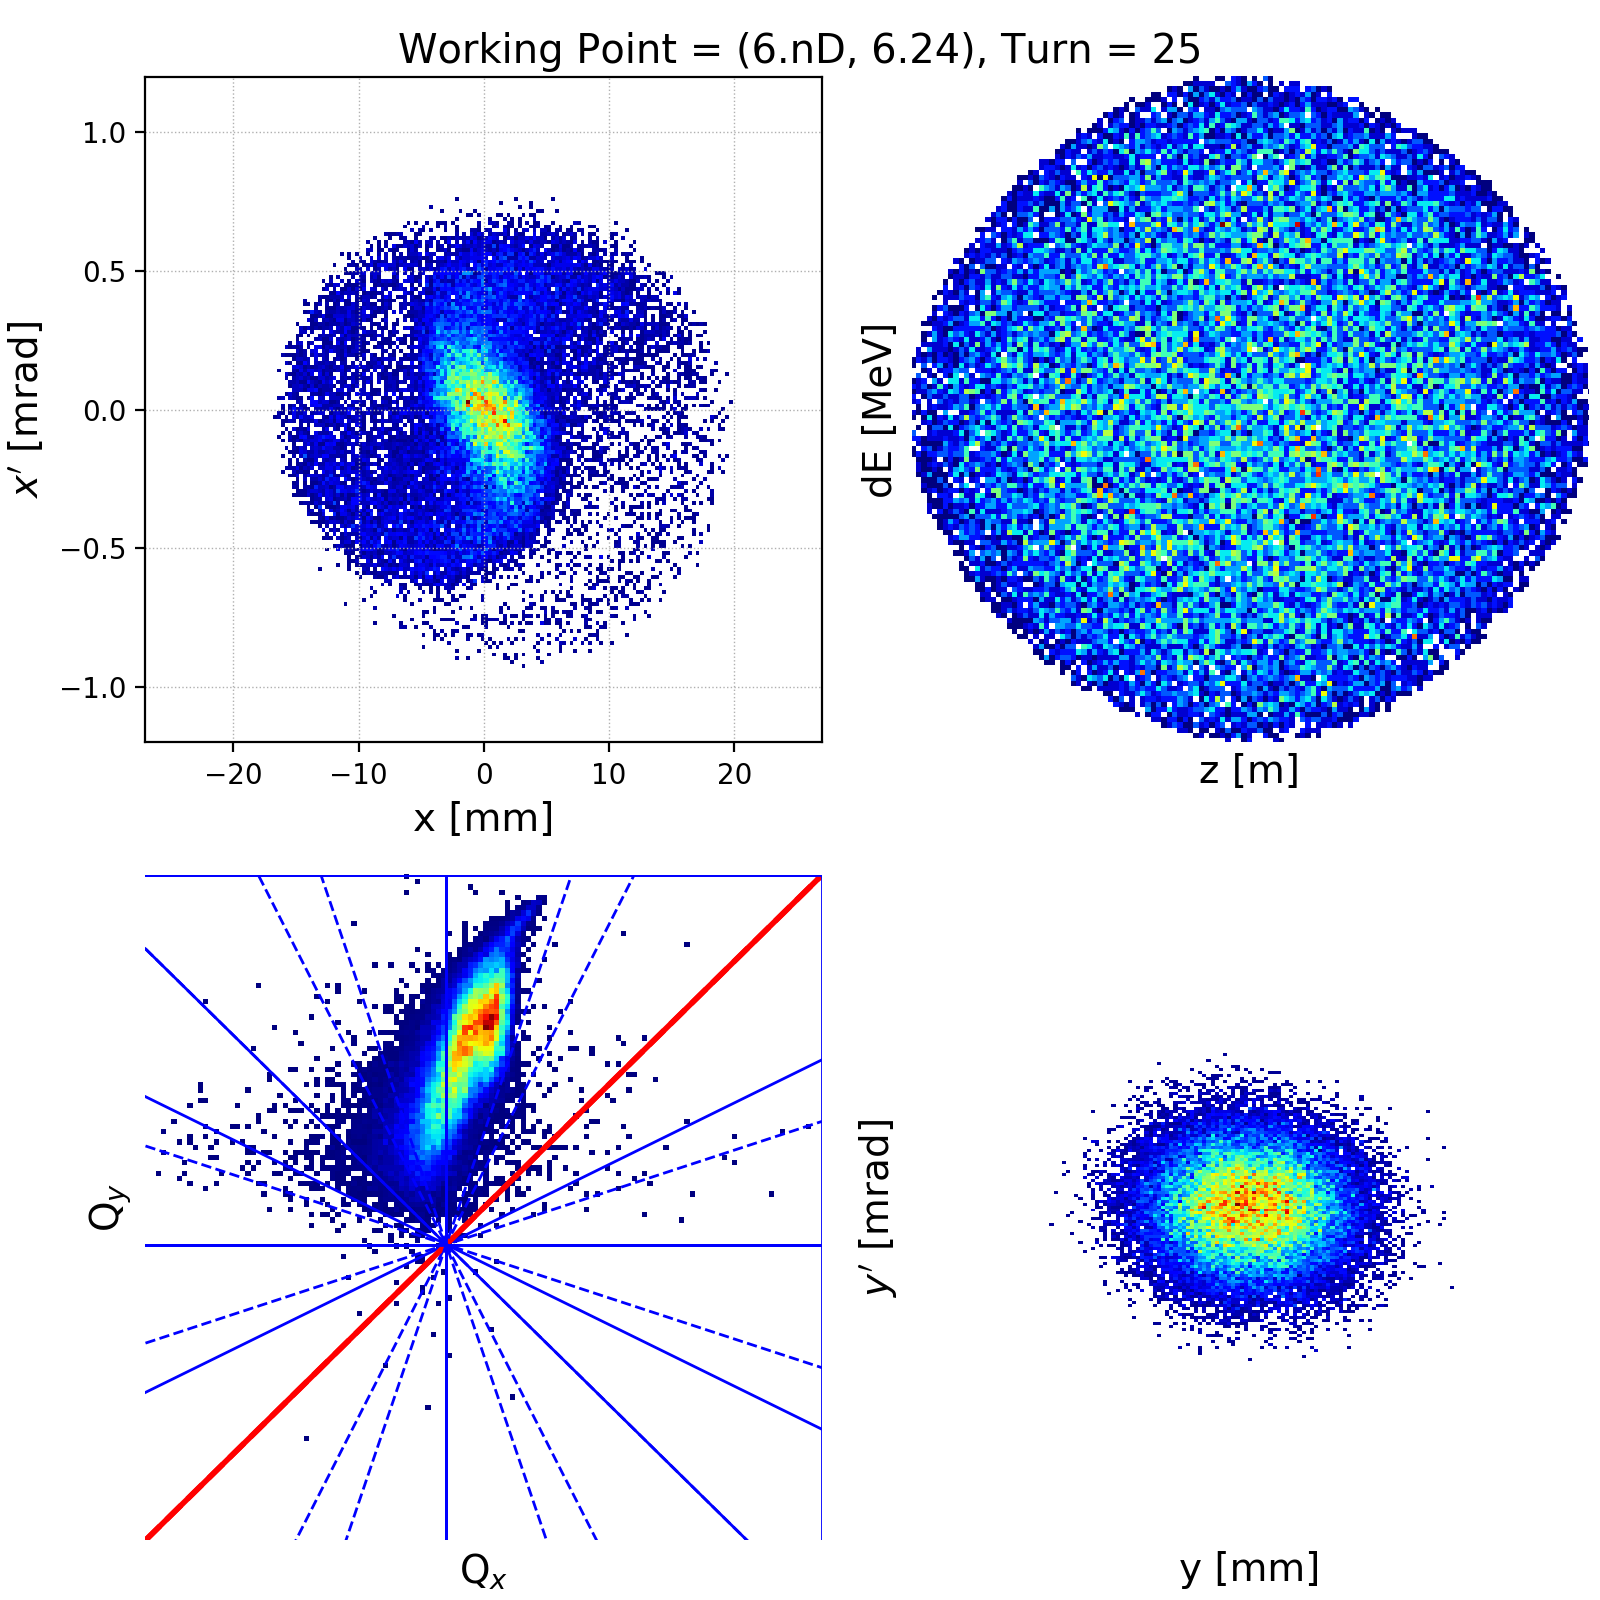 Working Point = (6.nD, 6.24), Turn = 25
1.0
0.5
0.0
−0.5
−1.0
x′ [mrad]
−20 −10 0 10 20
x [mm]
dE [MeV]
z [m]
Qy
Qx
y′ [mrad]
y [mm]